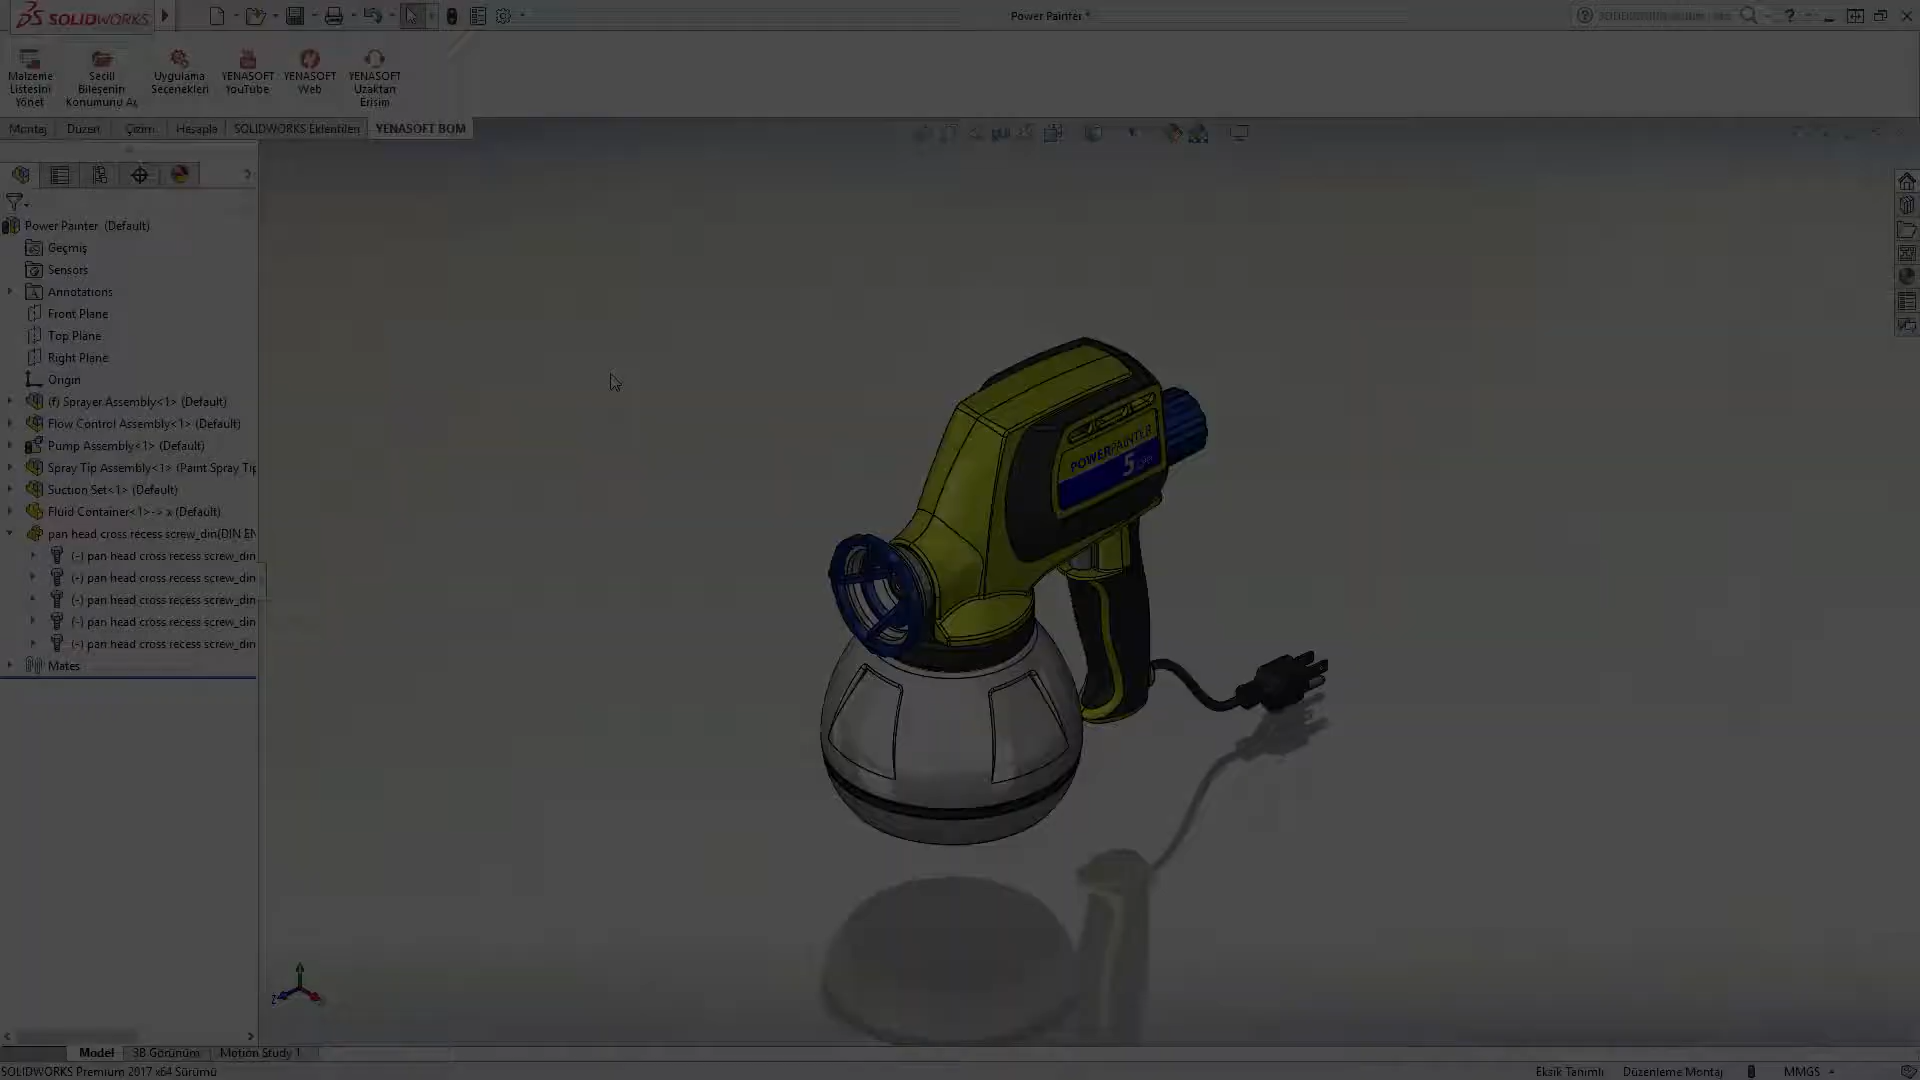 SOLIDWORKS
Power Painter *
Malzeme Listesini Yönet
Secili Bileşenin Konumunu Aç
Uygulama Secenekleri
YENASOFT YouTube
YENASOFT Web
YENASOFT Uzaktan Erisim
Montaj
Düzen
Çizim
Hesapla
SOLIDWORKS Eklentileri
YENASOFT BOM
Power Painter (Default)
Geçmiş
Sensors
Annotations
Front Plane
Top Plane
Right Plane
Origin
(f) Sprayer Assembly<1> (Default)
Flow Control Assembly<1> (Default)
Pump Assembly<1> (Default)
Spray Tip Assembly<1> (Paint Spray Tip
Suction Set<1> (Default)
Fluid Container<1>-> x (Default)
pan head cross recess screw_din(DIN EN
(-) pan head cross recess screw_din
(-) pan head cross recess screw_din
(-) pan head cross recess screw_din
(-) pan head cross recess screw_din
(-) pan head cross recess screw_din
Mates
POWERPAINTER
5
Z
Model
3B Görünüm
Motion Study 1
SOLIDWORKS Premium 2017 x64 Sürümü
Eksik Tanımlı
Düzenleme Montaj
MMGS